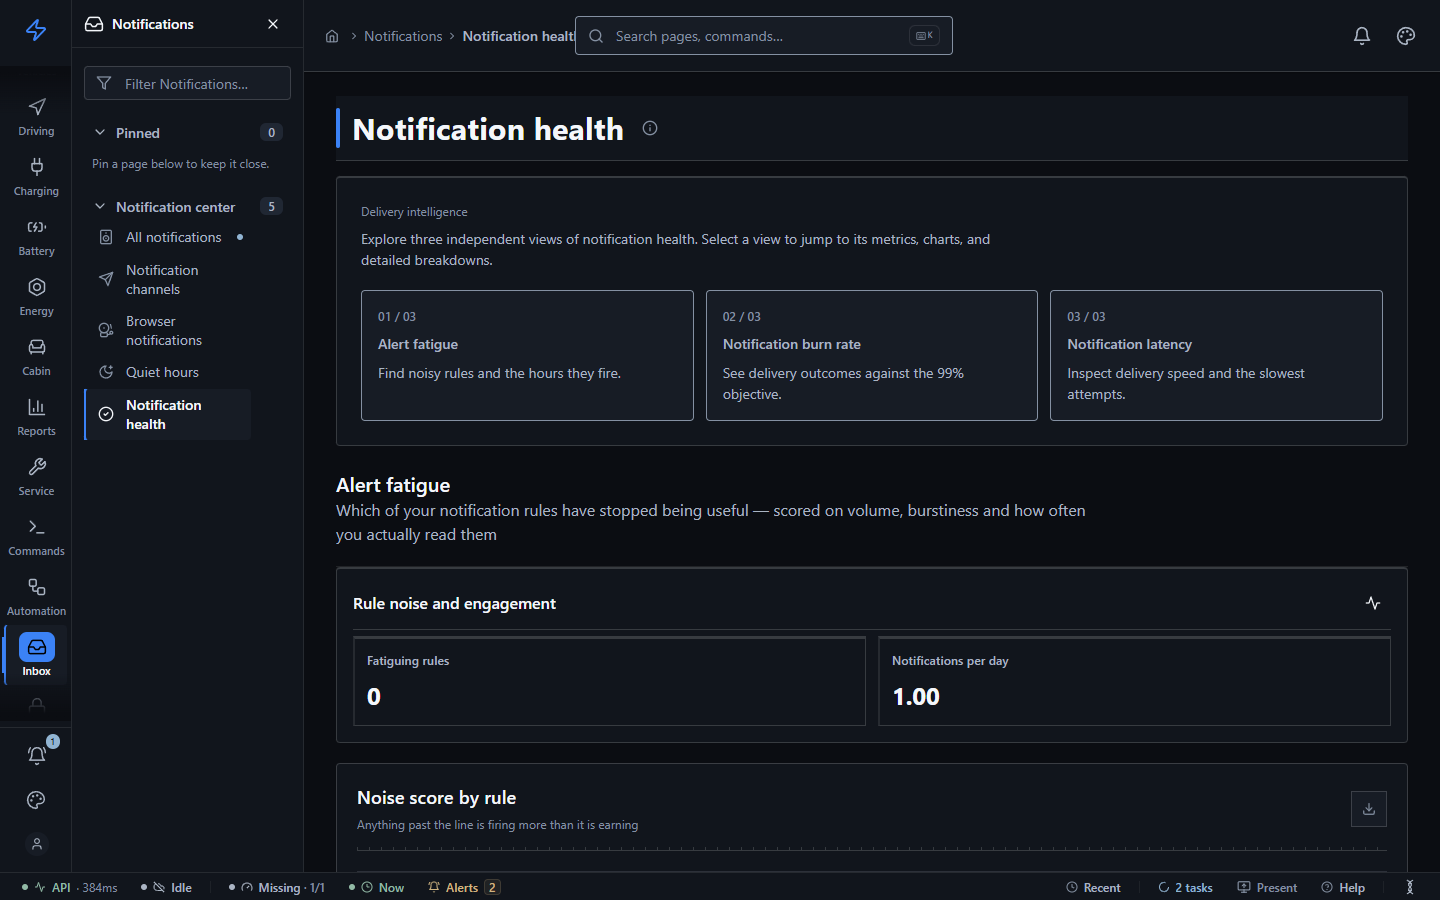 Notifications
Notifications
Notification healt
Search pages, commands...
K
Filter Notifications...
Pinned
0
Pin a page below to keep it close.
Notification center
5
All notifications
Notification
channels
Browser
notifications
Quiet hours
Notification
health
Driving
Charging
Battery
Energy
Cabin
Reports
Service
Commands
Automation
Inbox
1
Notification health
Delivery intelligence
Explore three independent views of notification health. Select a view to jump to its metrics, charts, and
detailed breakdowns.
01 / 03
Alert fatigue
Find noisy rules and the hours they fire.
02 / 03
Notification burn rate
See delivery outcomes against the 99%
objective.
03 / 03
Notification latency
Inspect delivery speed and the slowest
attempts.
Alert fatigue
Which of your notification rules have stopped being useful — scored on volume, burstiness and how often
you actually read them
Rule noise and engagement
Fatiguing rules
0
Notifications per day
1.00
Noise score by rule
Anything past the line is firing more than it is earning
API · 384ms
Idle
Missing · 1/1
Now
Alerts 2
Recent
2 tasks
Present
Help